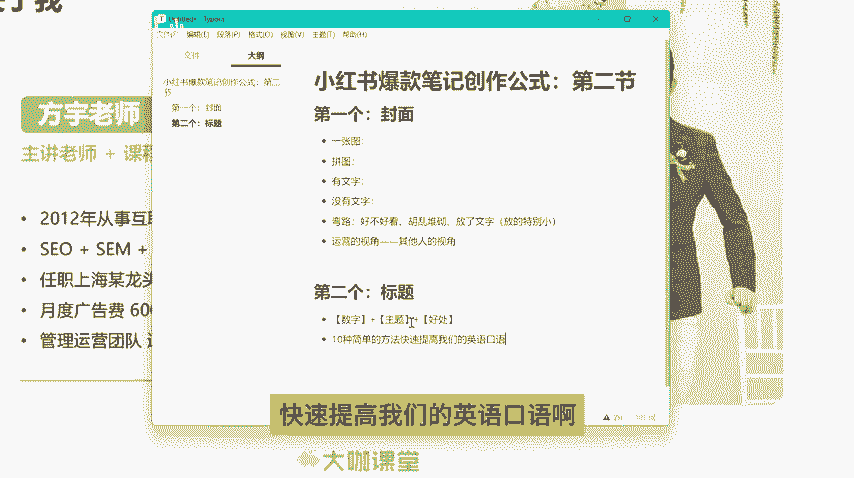 于我
Untitled - Typora
文件(F) 编辑(E) 段落(P) 格式(O) 视图(V) 主题(T) 帮助(H)
文件 大纲
小红书爆款笔记创作公式：第二节
第一个：封面
第二个：标题
小红书爆款笔记创作公式：第二节
第一个：封面
一张图：
拼图：
有文字：
没有文字：
弯路：好不好看、胡乱堆砌、放了文字（放的特别小）
运营的视角——其他人的视角
第二个：标题
【数字】+【主题】+【好处】
10种简单的方法快速提高我们的英语口语
方宇老师
主讲老师 + 课程
2012年从事互联
SEO + SEM +
任职上海某龙头
月度广告费 600
管理运营团队
快速提高我们的英语口语啊
大咖课堂